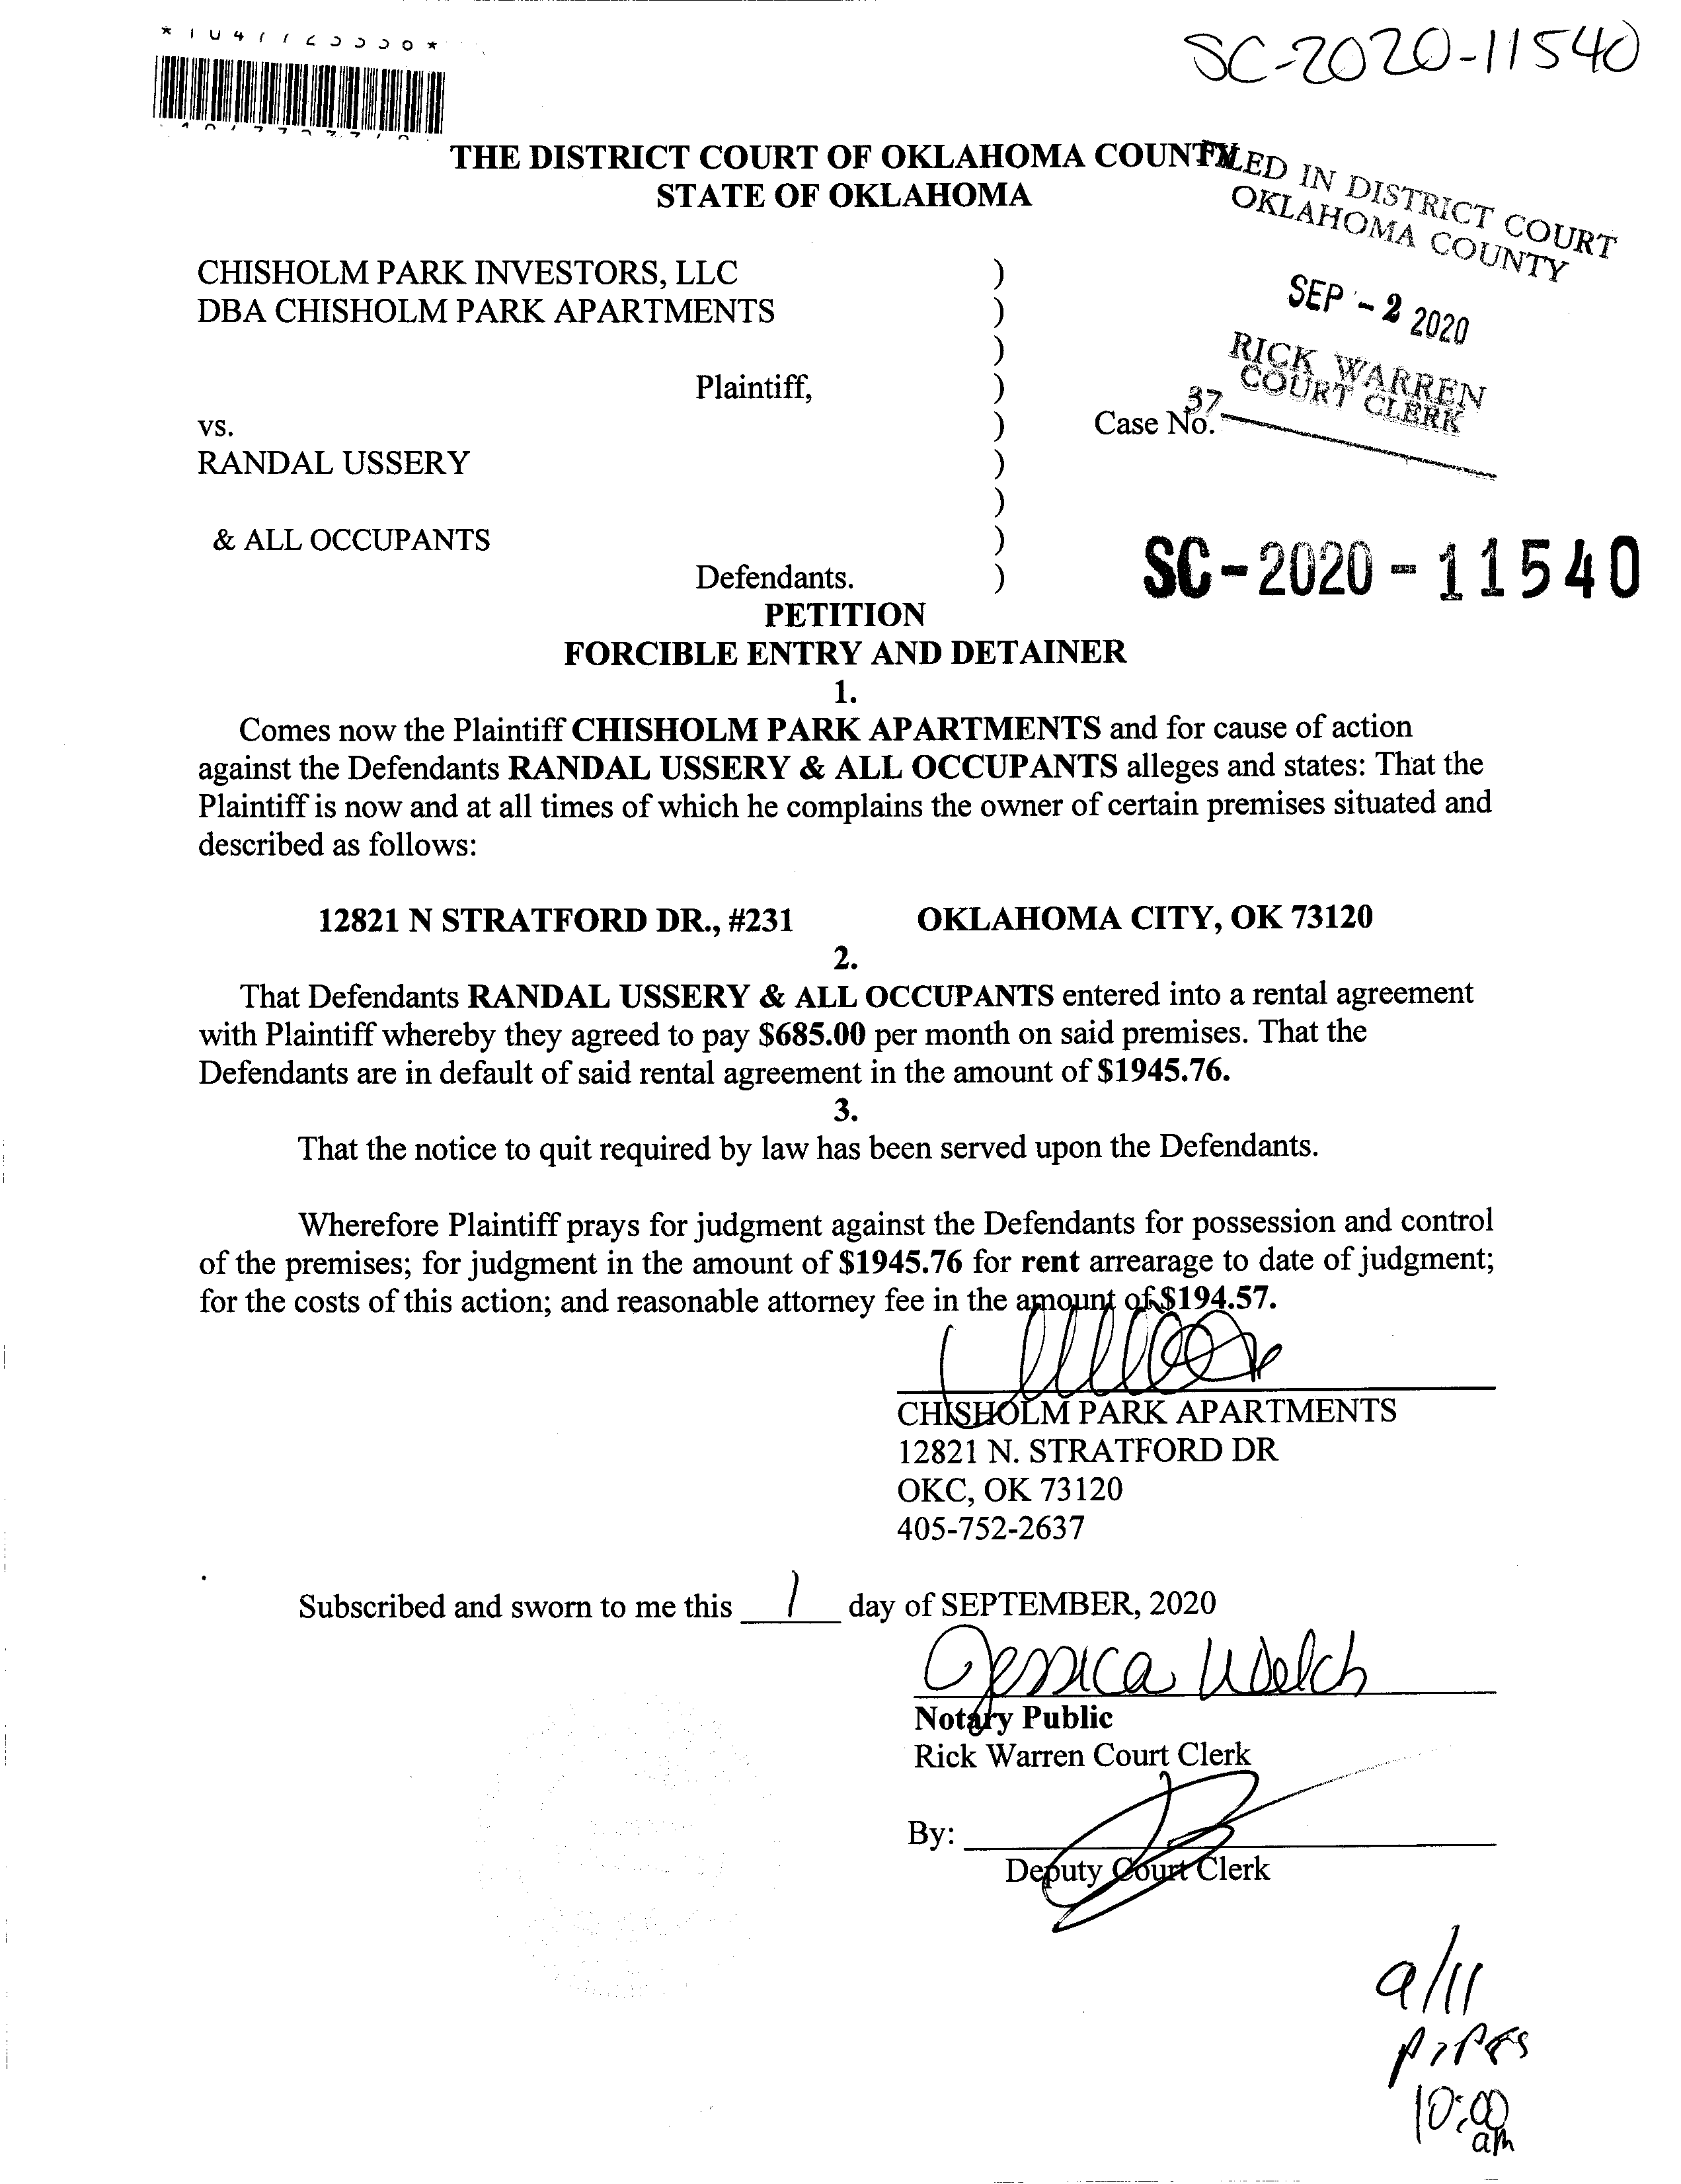 SC-2020-11540
THE DISTRICT COURT OF OKLAHOMA COUNTY
STATE OF OKLAHOMA
FILED IN DISTRICT COURT
OKLAHOMA COUNTY
SEP - 2 2020
RICK WARREN
COURT CLERK
37
CHISHOLM PARK INVESTORS, LLC )
DBA CHISHOLM PARK APARTMENTS )
)
Plaintiff, )
vs. ) Case No.
RANDAL USSERY )
)
& ALL OCCUPANTS )
Defendants. )
SC-2020-11540
PETITION
FORCIBLE ENTRY AND DETAINER
1.
Comes now the Plaintiff CHISHOLM PARK APARTMENTS and for cause of action
against the Defendants RANDAL USSERY & ALL OCCUPANTS alleges and states: That the
Plaintiff is now and at all times of which he complains the owner of certain premises situated and
described as follows:
12821 N STRATFORD DR., #231 OKLAHOMA CITY, OK 73120
2.
That Defendants RANDAL USSERY & ALL OCCUPANTS entered into a rental agreement
with Plaintiff whereby they agreed to pay $685.00 per month on said premises. That the
Defendants are in default of said rental agreement in the amount of $1945.76.
3.
That the notice to quit required by law has been served upon the Defendants.
Wherefore Plaintiff prays for judgment against the Defendants for possession and control
of the premises; for judgment in the amount of $1945.76 for rent arrearage to date of judgment;
for the costs of this action; and reasonable attorney fee in the amount of $194.57.
CHISHOLM PARK APARTMENTS
12821 N. STRATFORD DR
OKC, OK 73120
405-752-2637
Subscribed and sworn to me this 1 day of SEPTEMBER, 2020
Jessica Welch
Notary Public
Rick Warren Court Clerk
By:
Deputy Court Clerk
9/11
10:00
am